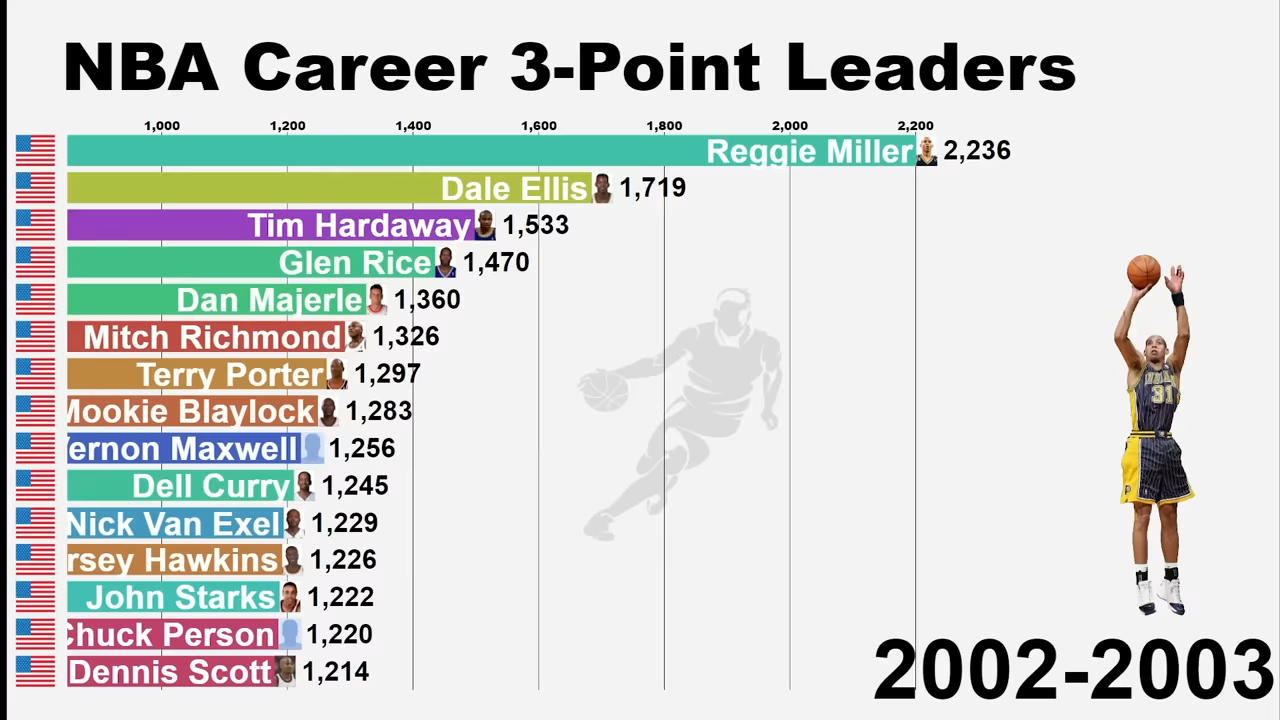 NBA Career 3-Point Leaders
1,000 1,200 1,400 1,600 1,800 2,000 2,200
Reggie Miller 2,236
Dale Ellis 1,719
Tim Hardaway 1,533
Glen Rice 1,470
Dan Majerle 1,360
Mitch Richmond 1,326
Terry Porter 1,297
Mookie Blaylock 1,283
ernon Maxwell 1,256
Dell Curry 1,245
Nick Van Exel 1,229
rsey Hawkins 1,226
John Starks 1,222
Chuck Person 1,220
Dennis Scott 1,214
INDIANA
31
2002-2003